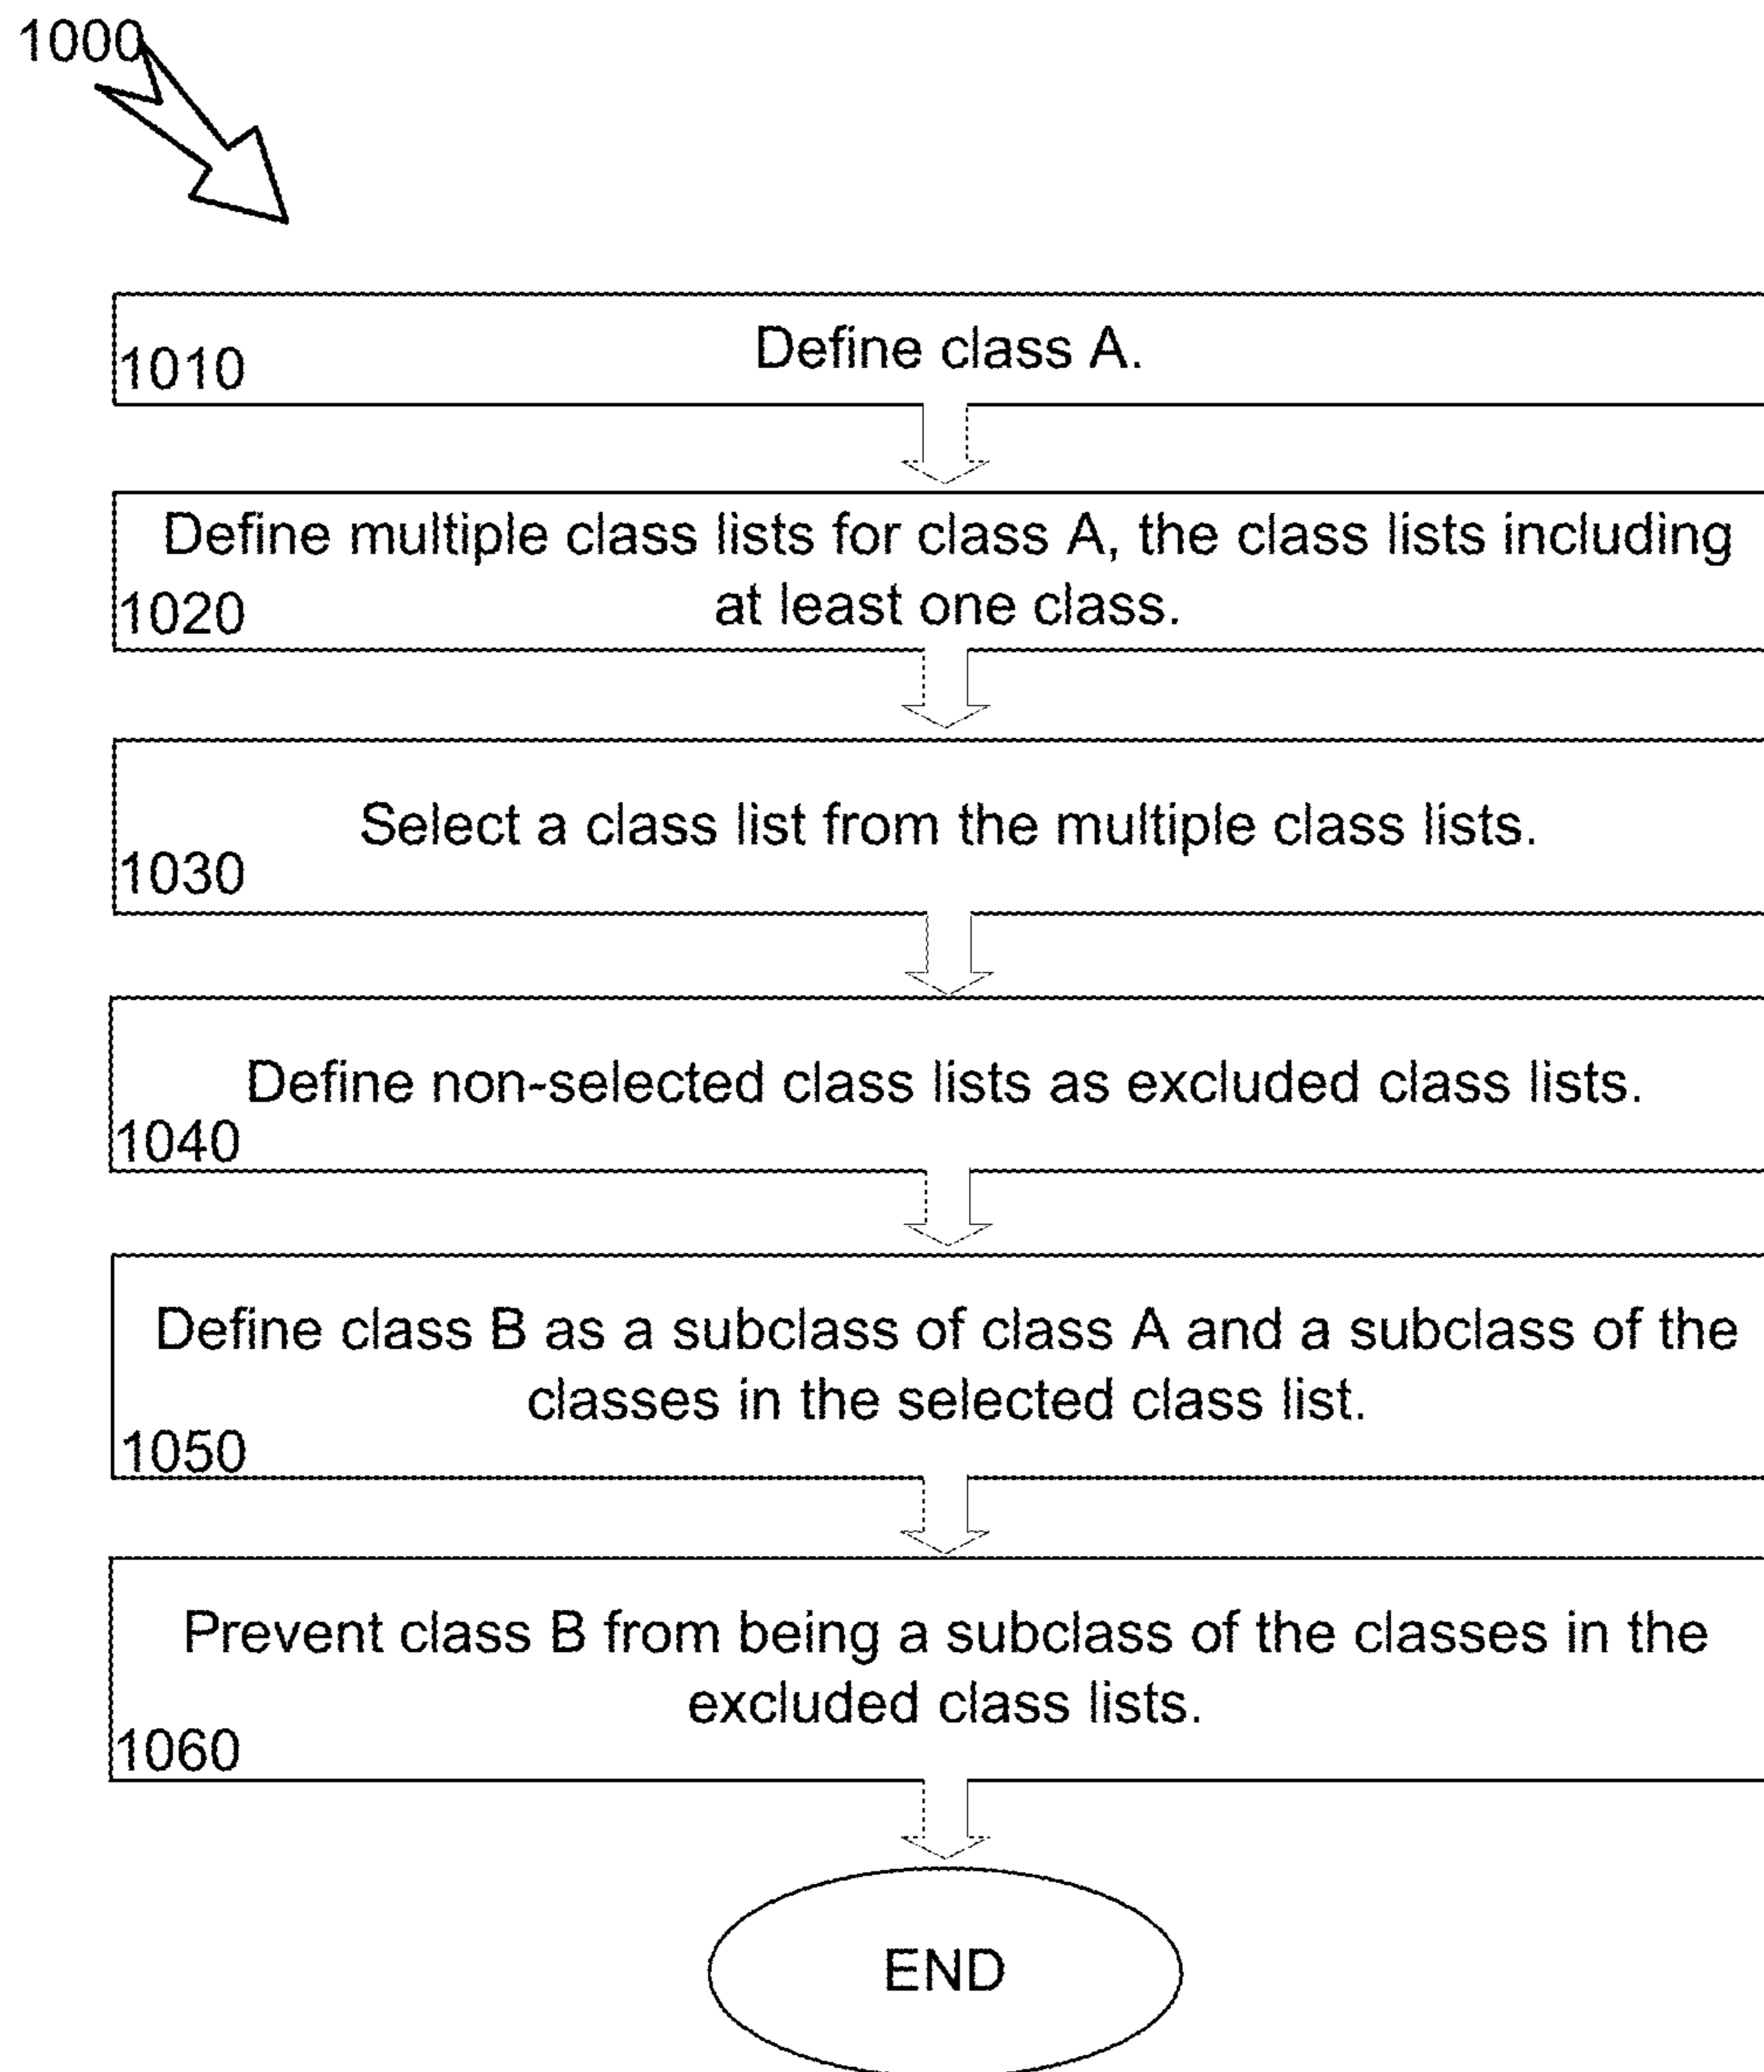 1000
Define class A.
1010
Define multiple class lists for class A, the class lists including
at least one class.
1020
Select a class list from the multiple class lists.
1030
Define non-selected class lists as excluded class lists.
1040
Define class B as a subclass of class A and a subclass of the
classes in the selected class list.
1050
Prevent class B from being a subclass of the classes in the
excluded class lists.
1060
END